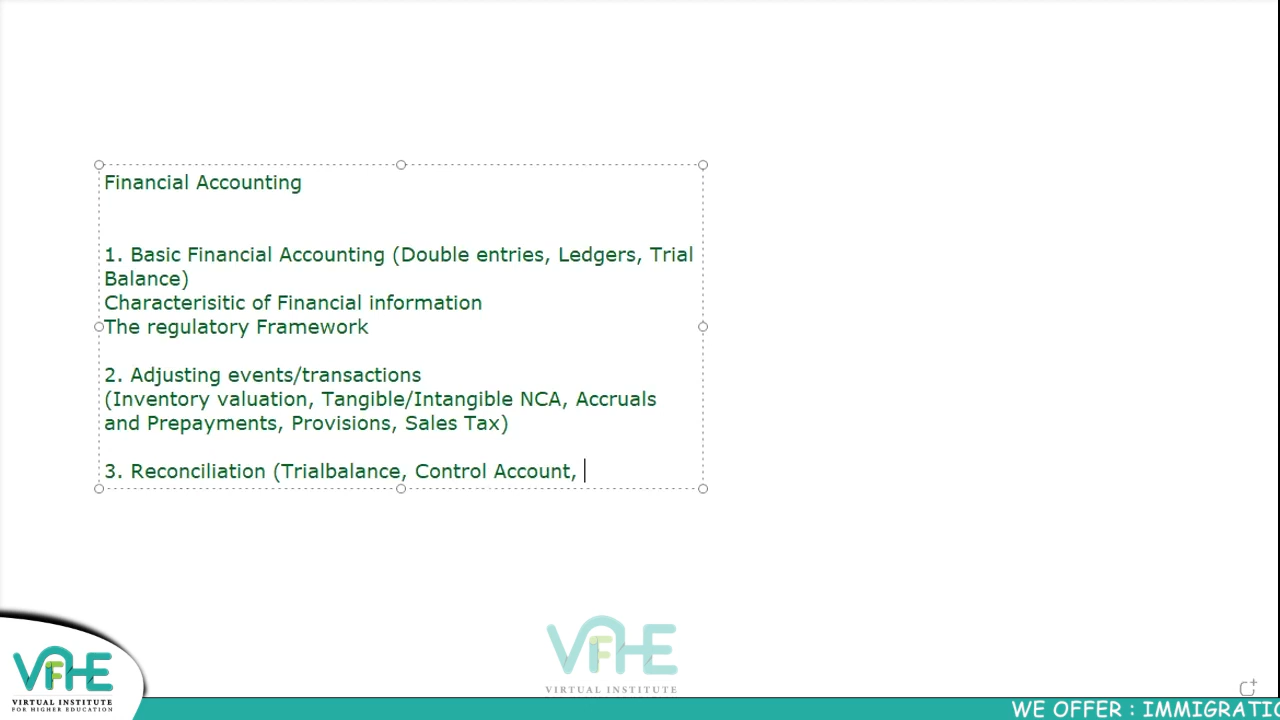 Financial Accounting
1. Basic Financial Accounting (Double entries, Ledgers, Trial
Balance)
Characterisitic of Financial information
The regulatory Framework
2. Adjusting events/transactions
(Inventory valuation, Tangible/Intangible NCA, Accruals
and Prepayments, Provisions, Sales Tax)
3. Reconciliation (Trialbalance, Control Account,
VFHE
VIRTUAL INSTITUTE
VFHE
VIRTUAL INSTITUTE
FOR HIGHER EDUCATION
WE OFFER : IMMIGRATIO